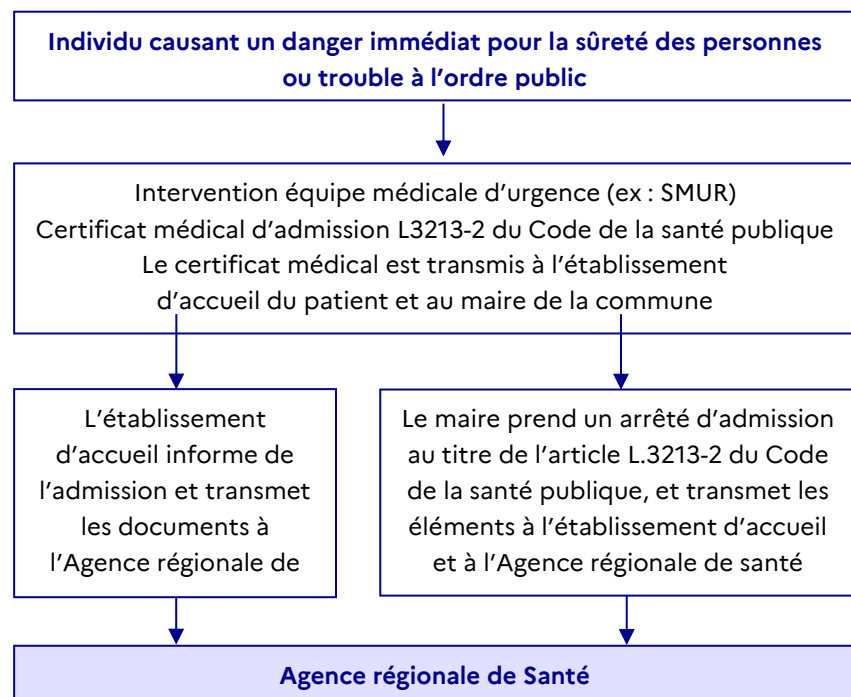 Individu causant un danger immédiat pour la sûreté des personnes
ou trouble à l'ordre public
Intervention équipe médicale d'urgence (ex : SMUR)
Certificat médical d'admission L3213-2 du Code de la santé publique
Le certificat médical est transmis à l'établissement
d'accueil du patient et au maire de la commune
L'établissement
d'accueil informe de
l'admission et transmet
les documents à
l'Agence régionale de
Le maire prend un arrêté d'admission
au titre de l'article L.3213-2 du Code
de la santé publique, et transmet les
éléments à l'établissement d'accueil
et à l'Agence régionale de santé
Agence régionale de Santé